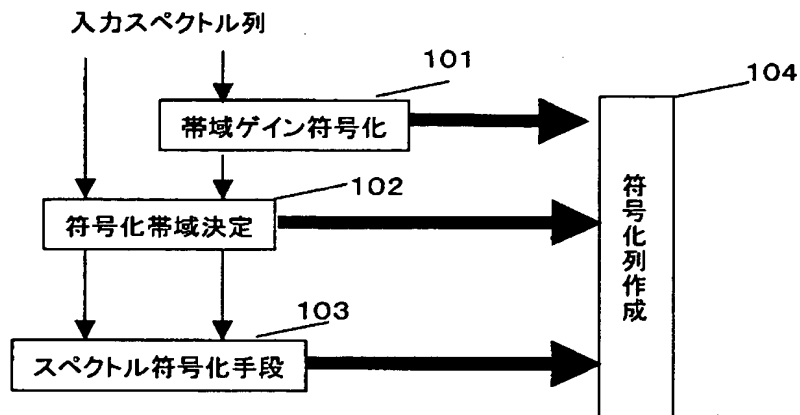 入力スペクトル列
101
104
帯域ゲイン符号化
102
符号化帯域決定
符号化列作成
103
スペクトル符号化手段